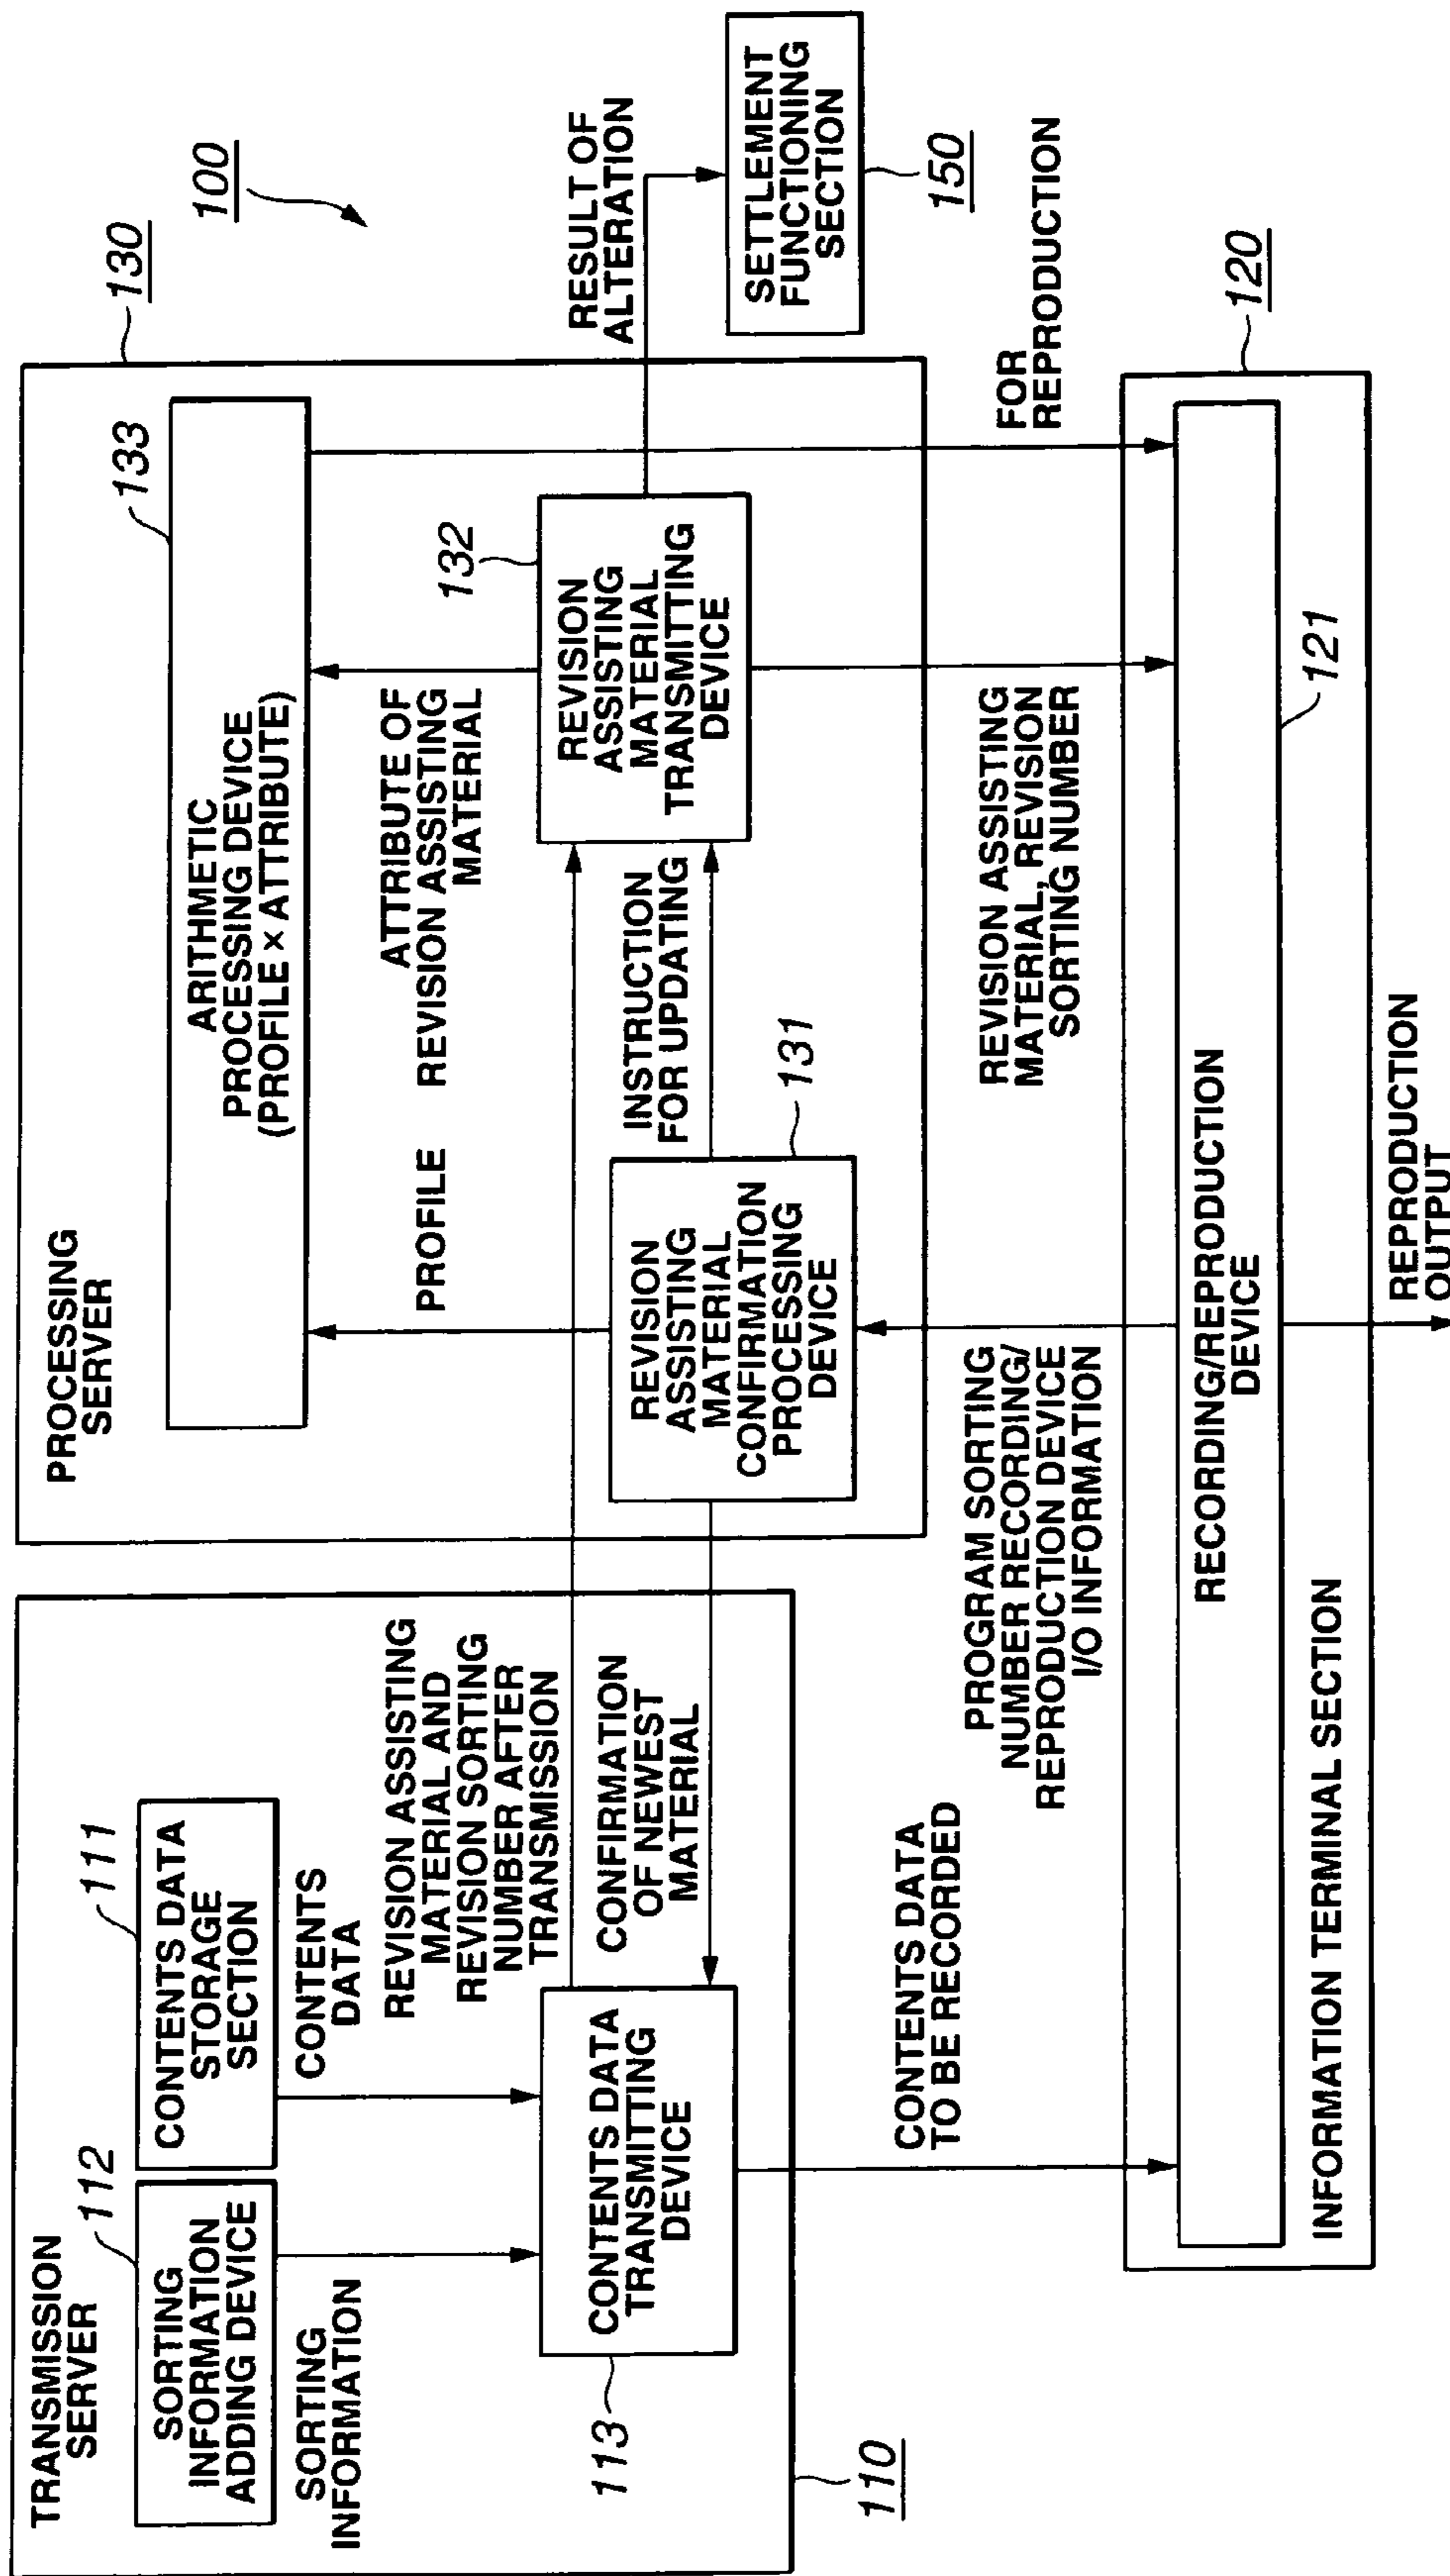 100
TRANSMISSION
SERVER
112
SORTING
INFORMATION
ADDING DEVICE
111
CONTENTS DATA
STORAGE
SECTION
SORTING
INFORMATION
CONTENTS
DATA
113
CONTENTS DATA
TRANSMITTING
DEVICE
110
REVISION ASSISTING
MATERIAL AND
REVISION SORTING
NUMBER AFTER
TRANSMISSION
CONFIRMATION
OF NEWEST
MATERIAL
PROCESSING
SERVER
130
133
ARITHMETIC
PROCESSING DEVICE
(PROFILE × ATTRIBUTE)
PROFILE
ATTRIBUTE OF
REVISION ASSISTING
MATERIAL
132
REVISION
ASSISTING
MATERIAL
TRANSMITTING
DEVICE
INSTRUCTION
FOR UPDATING
131
REVISION
ASSISTING
MATERIAL
CONFIRMATION
PROCESSING
DEVICE
RESULT OF
ALTERATION
SETTLEMENT
FUNCTIONING
SECTION
150
CONTENTS DATA
TO BE RECORDED
PROGRAM SORTING
NUMBER RECORDING/
REPRODUCTION DEVICE
I/O INFORMATION
REVISION ASSISTING
MATERIAL, REVISION
SORTING NUMBER
FOR
REPRODUCTION
120
RECORDING/REPRODUCTION
DEVICE
121
INFORMATION TERMINAL SECTION
REPRODUCTION
OUTPUT